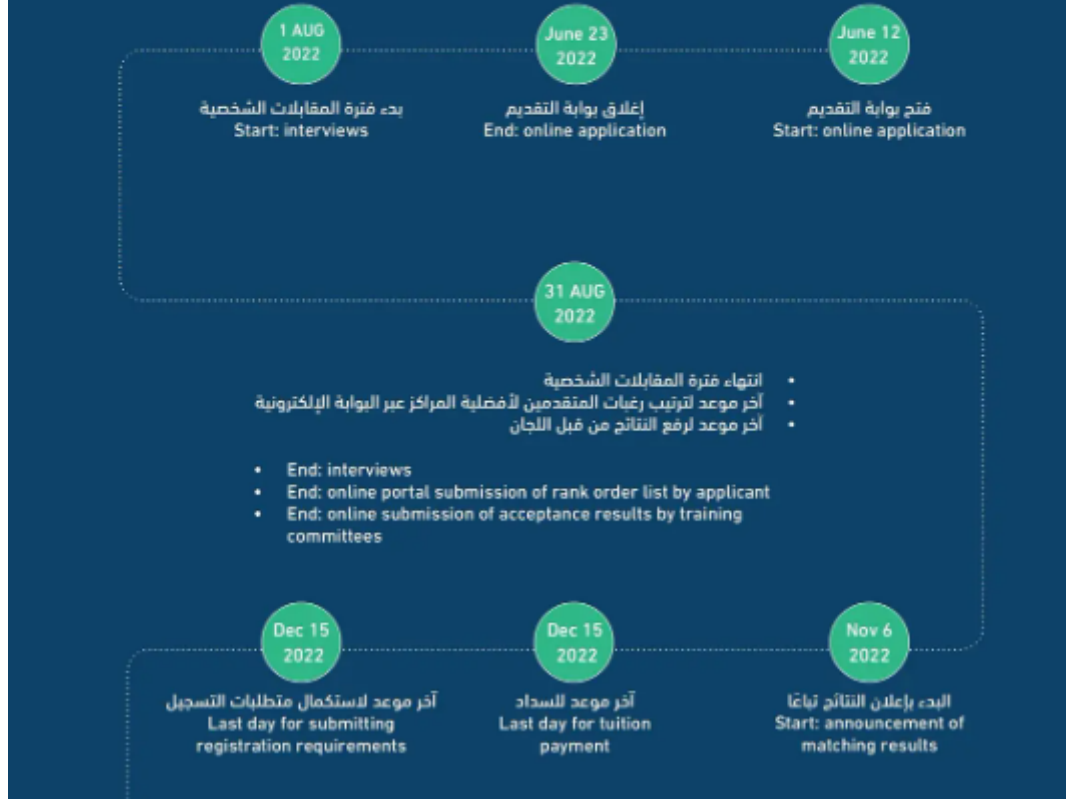 June 12
2022
فتح بوابة التقديم
Start: online application
June 23
2022
إغلاق بوابة التقديم
End: online application
1 AUG
2022
بدء فترة المقابلات الشخصية
Start: interviews
31 AUG
2022
• انتهاء فترة المقابلات الشخصية
• آخر موعد لترتيب رغبات المتقدمين لأفضلية المراكز عبر البوابة الإلكترونية
• آخر موعد لرفع النتائج من قبل اللجان
• End: interviews
• End: online portal submission of rank order list by applicant
• End: online submission of acceptance results by training
committees
Nov 6
2022
البدء بإعلان النتائج تباعًا
Start: announcement of
matching results
Dec 15
2022
آخر موعد للسداد
Last day for tuition
payment
Dec 15
2022
آخر موعد لاستكمال متطلبات التسجيل
Last day for submitting
registration requirements